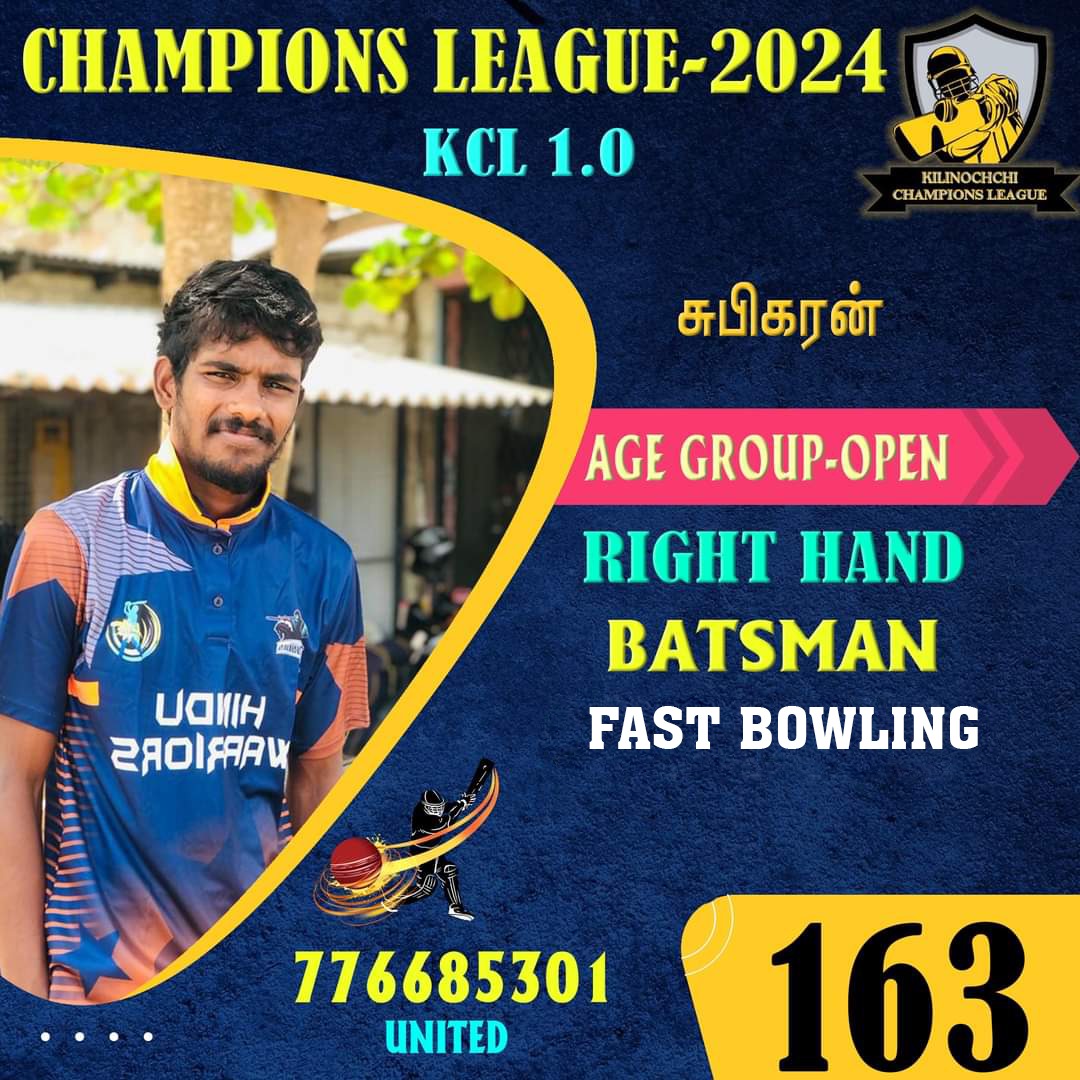 CHAMPIONS LEAGUE-2024
KCL 1.0
KILINOCHCHI
CHAMPIONS LEAGUE
சுபிகரன்
AGE GROUP-OPEN
RIGHT HAND
BATSMAN
FAST BOWLING
HINDU
WARRIORS
776685301
UNITED
163